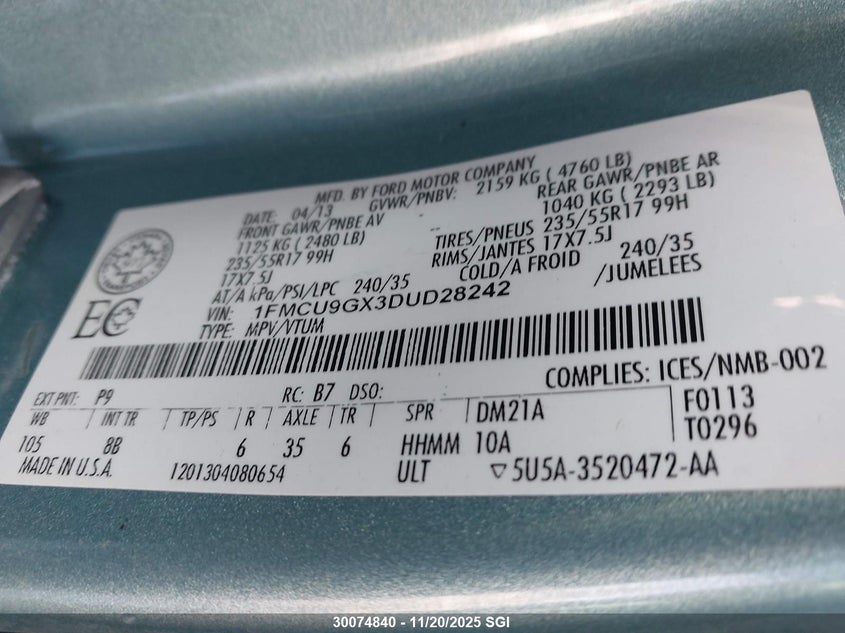 MFD. BY FORD MOTOR COMPANY
DATE: 04/13 GVWR/PNBV: 2159 KG ( 4760 LB)
FRONT GAWR/PNBE AV REAR GAWR/PNBE AR
1125 KG ( 2480 LB) 1040 KG ( 2293 LB)
235/55R17 99H TIRES/PNEUS 235/55R17 99H
17X7.5J RIMS/JANTES 17X7.5J
AT/A kPa/PSI/LPC 240/35 COLD/A FROID 240/35
VIN: 1FMCU9GX3DUD28242 /JUMELEES
TYPE: MPV/VTUM
EC
COMPLIES: ICES/NMB-002
EXT PNT: P9 RC: B7 DSO: F0113
WB INT TR TP/PS R AXLE TR SPR DM21A T0296
105 8B 6 35 6 HHMM 10A
MADE IN U.S.A. 1201304080654 ULT ▽5U5A-3520472-AA
30074840 - 11/20/2025 SGI